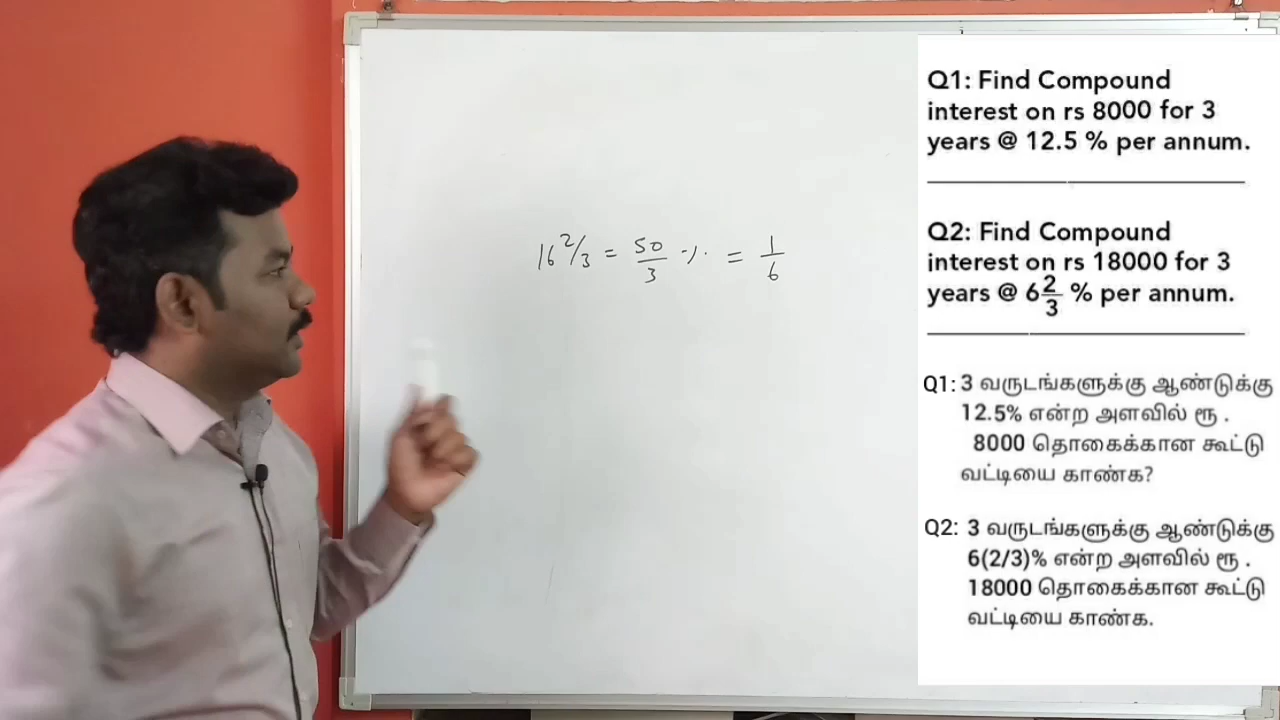 16 2/3 = 50/3 % = 1/6
Q1: Find Compound
interest on rs 8000 for 3
years @ 12.5 % per annum.
Q2: Find Compound
interest on rs 18000 for 3
years @ 6 2/3 % per annum.
Q1: 3 வருடங்களுக்கு ஆண்டுக்கு
12.5% என்ற அளவில் ரூ .
8000 தொகைக்கான கூட்டு
வட்டியை காண்க?
Q2: 3 வருடங்களுக்கு ஆண்டுக்கு
6(2/3)% என்ற அளவில் ரூ .
18000 தொகைக்கான கூட்டு
வட்டியை காண்க.